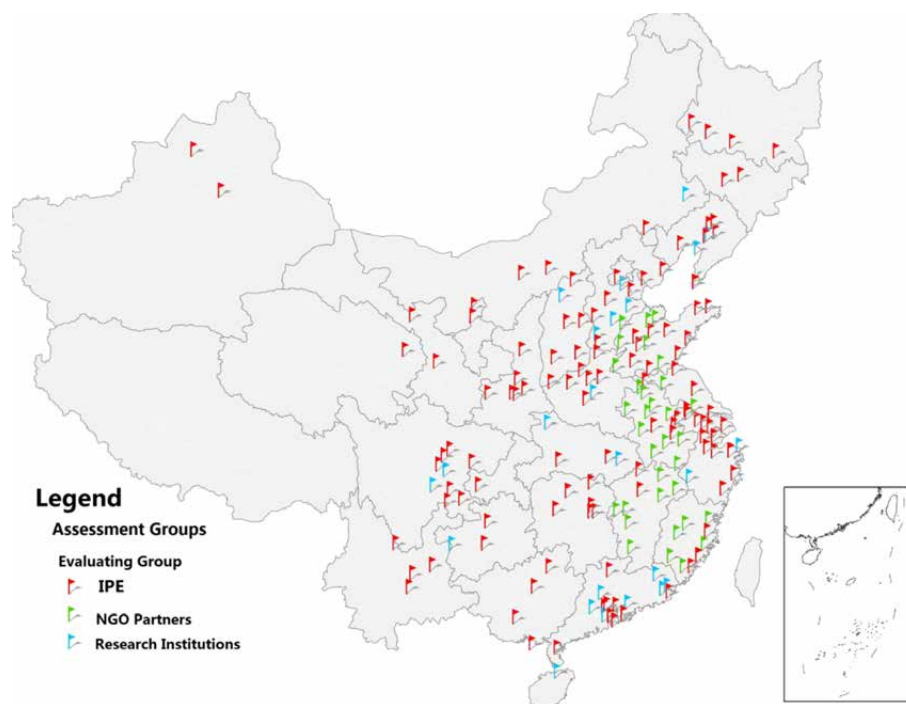 Legend
Assessment Groups
Evaluating Group
IPE
NGO Partners
Research Institutions